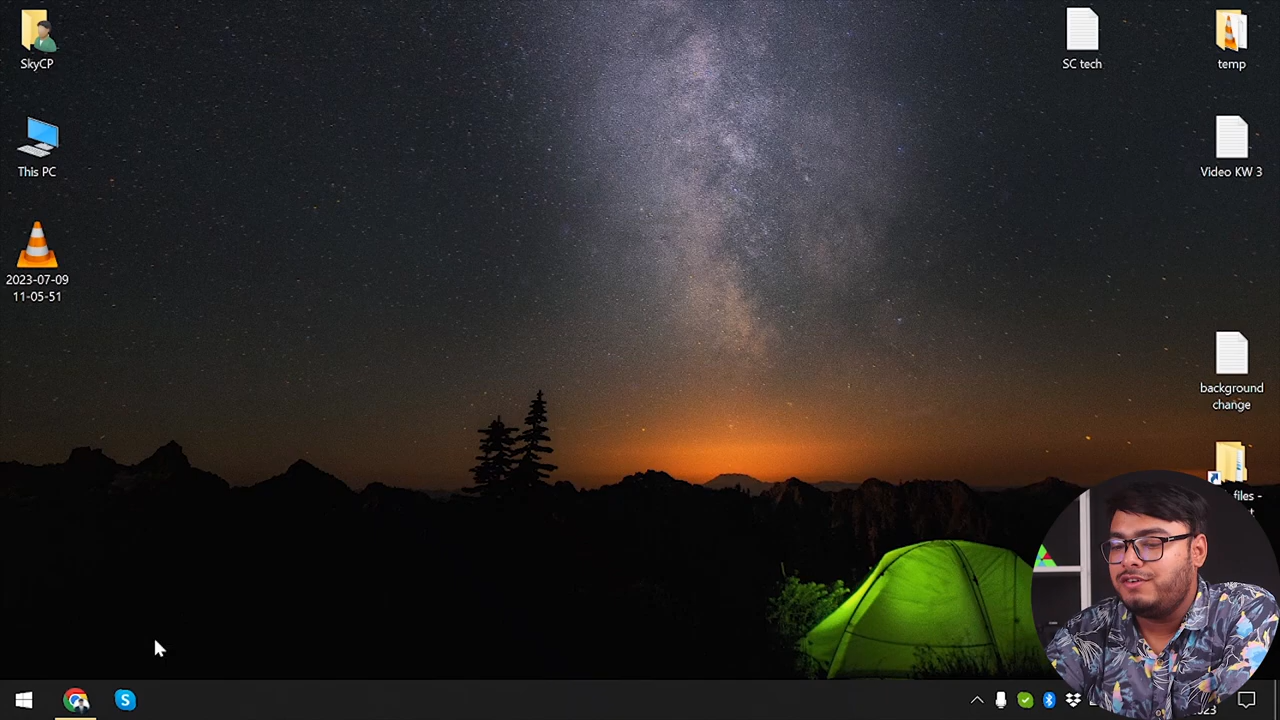 SkyCP
SC tech
temp
This PC
Video KW 3
2023-07-09
11-05-51
background
change
files -
S